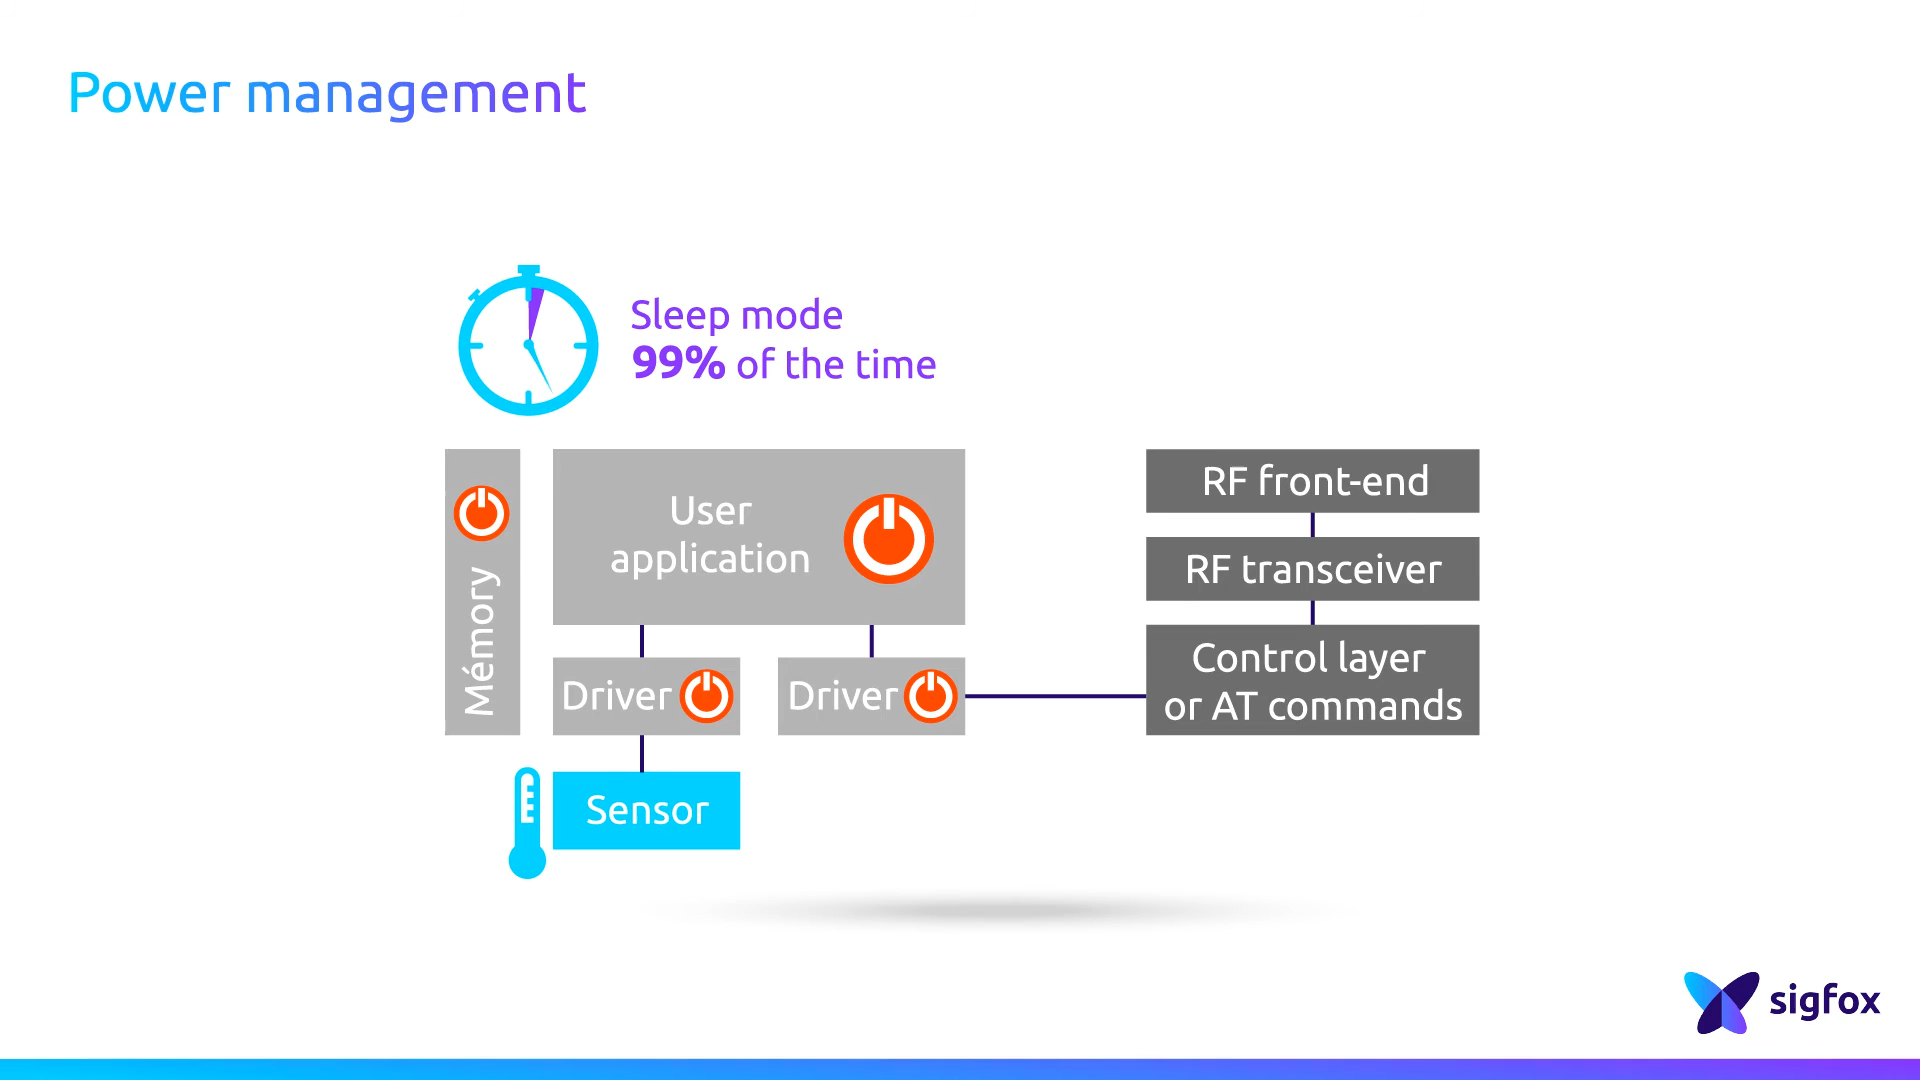 Power management
Sleep mode
99% of the time
Mémory
User
application
Driver
Driver
Sensor
RF front-end
RF transceiver
Control layer
or AT commands
sigfox